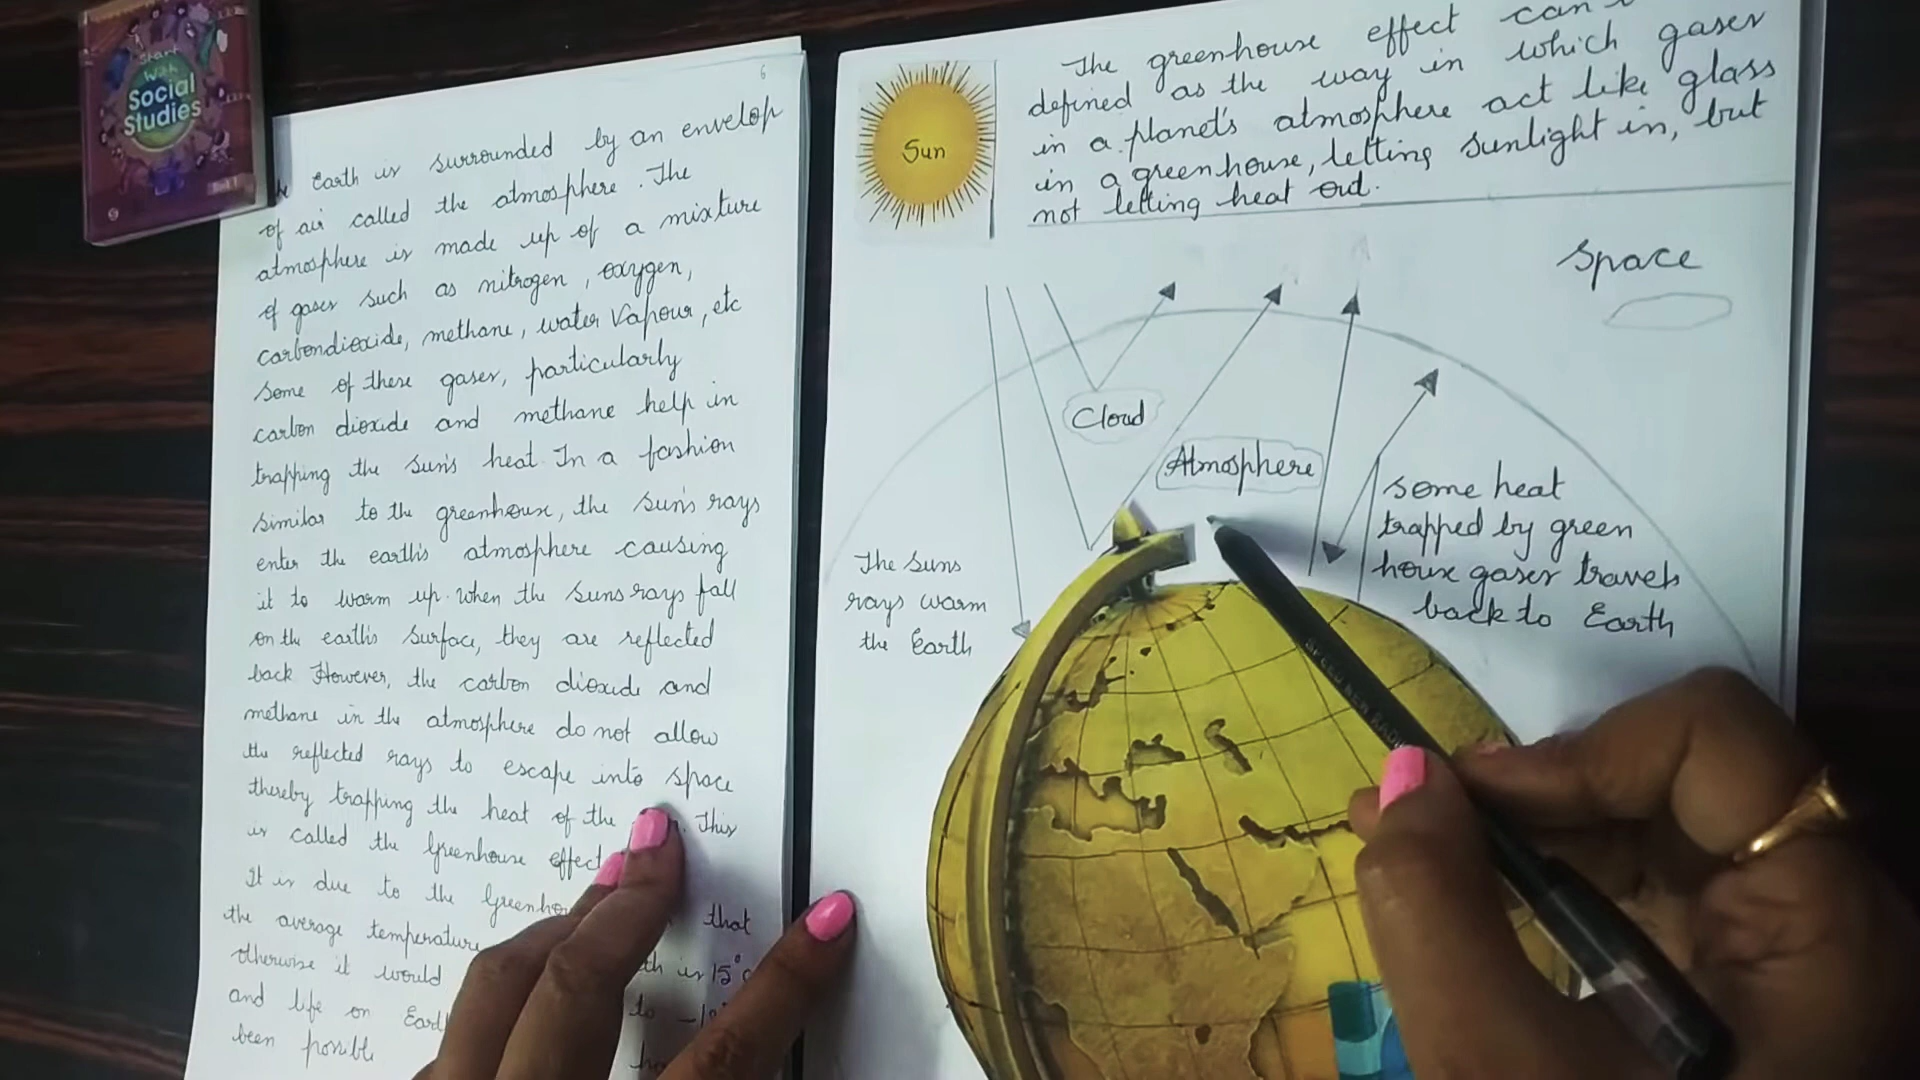 Start
With
Social
Studies
6
Earth is surrounded by an envelop
of air called the atmosphere. The
atmosphere is made up of a mixture
of gases such as nitrogen, oxygen,
carbondioxide, methane, water Vapour, etc
some of these gases, particularly
carbon dioxide and methane help in
trapping the sun's heat In a fashion
similar to the greenhouse, the sun's rays
enter the earth's atmosphere causing
it to warm up. When the suns rays fall
on the earth's surface, they are reflected
back However, the carbon dioxide and
methane in the atmosphere do not allow
the reflected rays to escape into space
thereby trapping the heat of the This
is called the Greenhouse effect
It is due to the that
the average temperature is 15°c
otherwise it would to
and life on
been possible
The greenhouse effect can
defined as the way in which gases
in a planet's atmosphere act like glass
in a greenhouse, letting sunlight in, but
not letting heat out.
Sun
Space
Cloud
Atmosphere
The suns
rays warm
the Earth
some heat
trapped by green
house gases travels
back to Earth